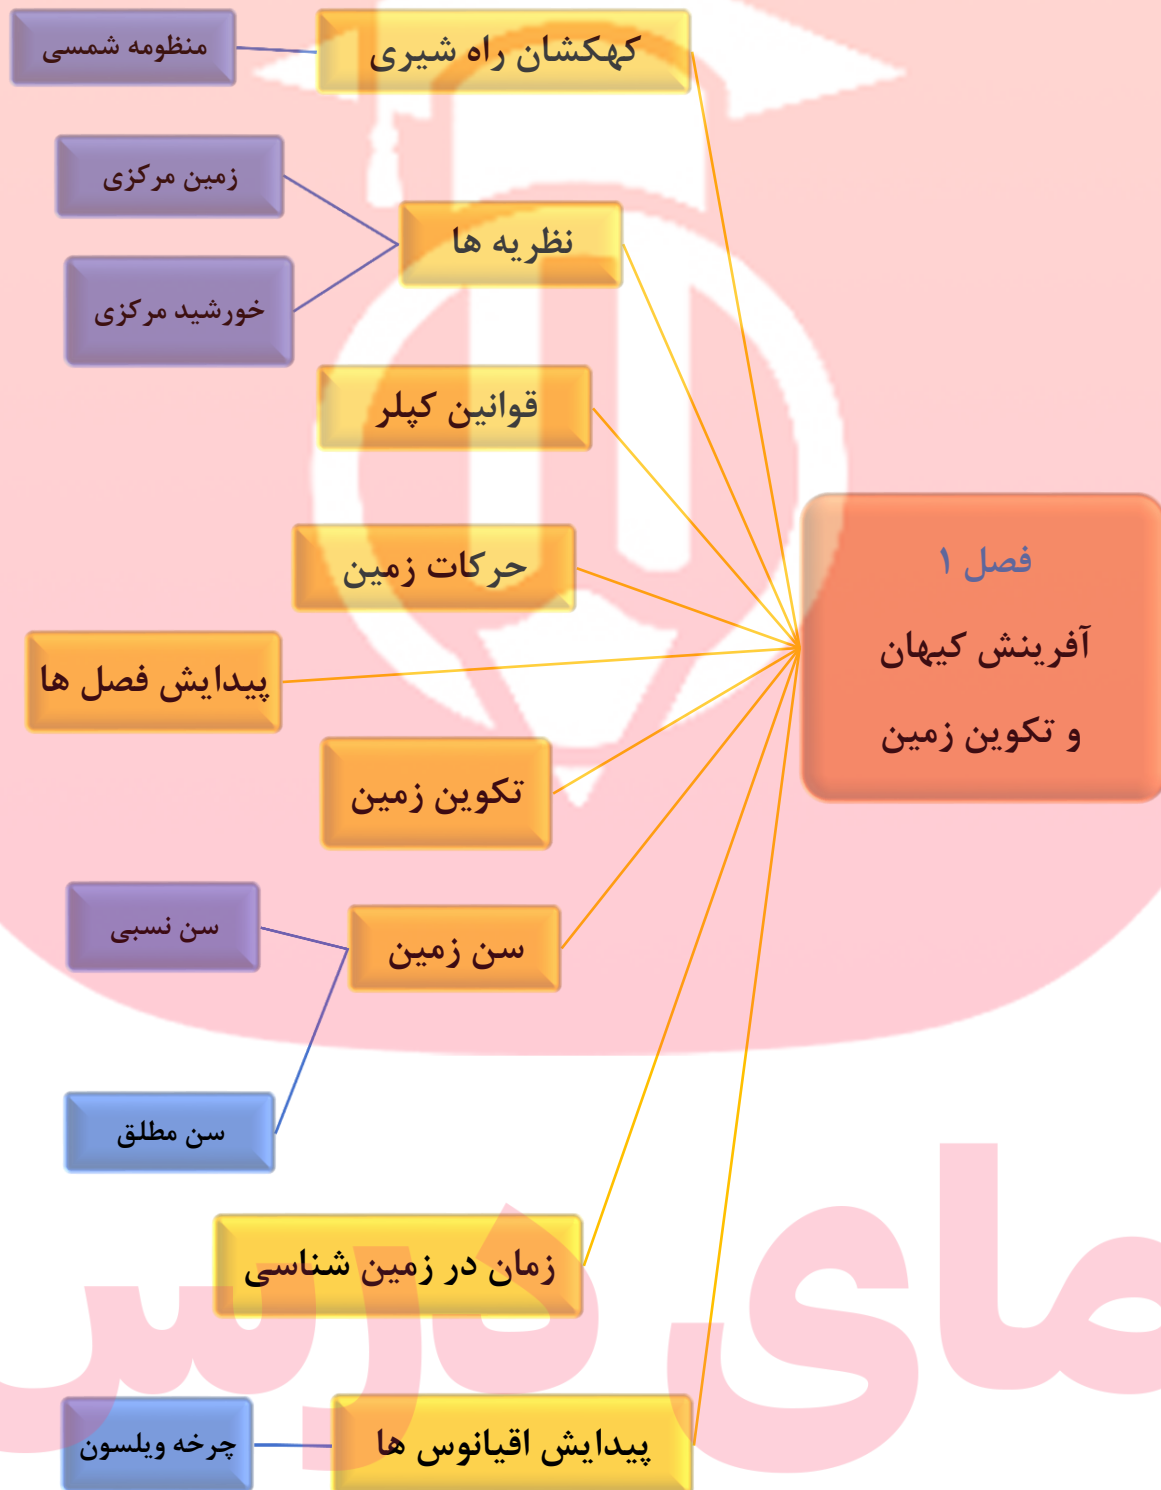 فصل ۱
آفرینش کیهان
و تکوین زمین
کهکشان راه شیری
منظومه شمسی
نظریه ها
زمین مرکزی
خورشید مرکزی
قوانین کپلر
حرکات زمین
پیدایش فصل ها
تکوین زمین
سن زمین
سن نسبی
سن مطلق
زمان در زمین شناسی
پیدایش اقیانوس ها
چرخه ویلسون
مای درس